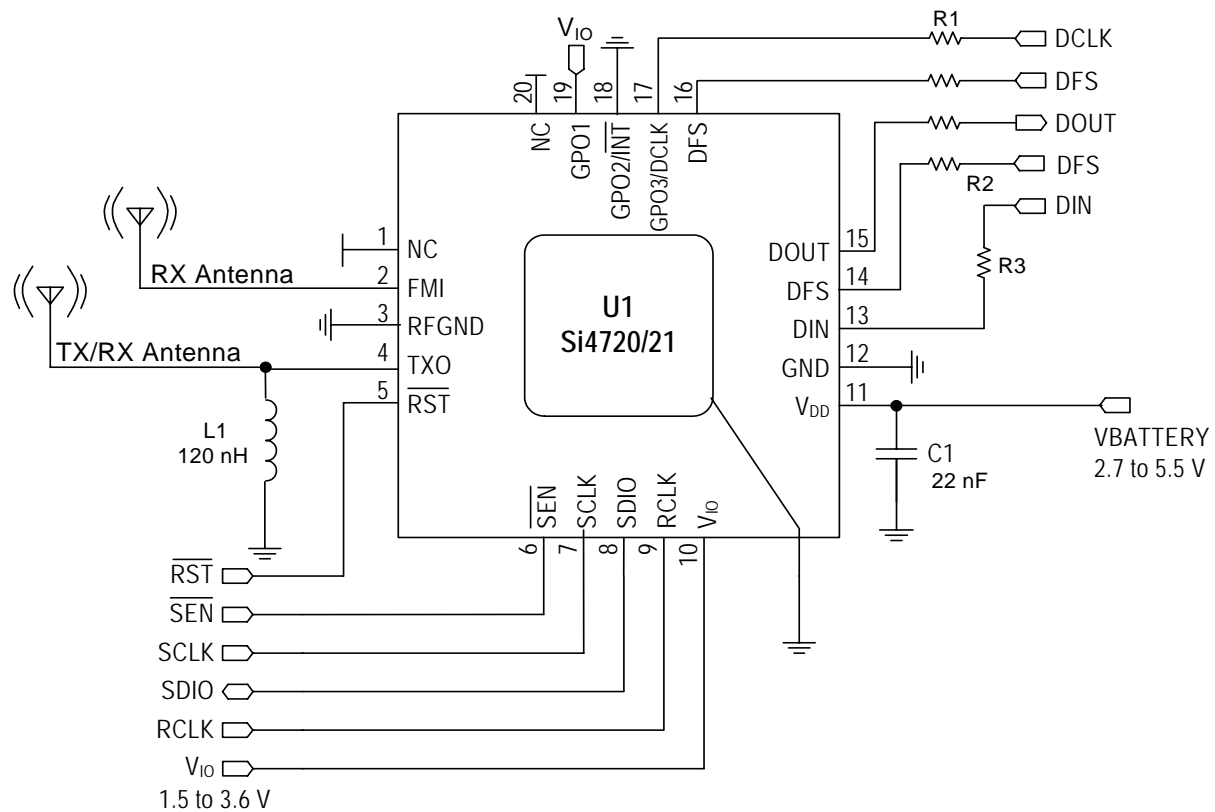 R1
DCLK
VIO
DFS
DOUT
DFS
R2
DIN
R3
20
19
18
17
16
NC
GPO1
GPO2/INT
GPO3/DCLK
DFS
1
NC
RX Antenna
2
FMI
3
RFGND
TX/RX Antenna
4
TXO
5
RST
U1
Si4720/21
DOUT
15
DFS
14
DIN
13
GND
12
VDD
11
L1
120 nH
C1
22 nF
VBATTERY
2.7 to 5.5 V
SEN
SCLK
SDIO
RCLK
VIO
6
7
8
9
10
RST
SEN
SCLK
SDIO
RCLK
VIO
1.5 to 3.6 V